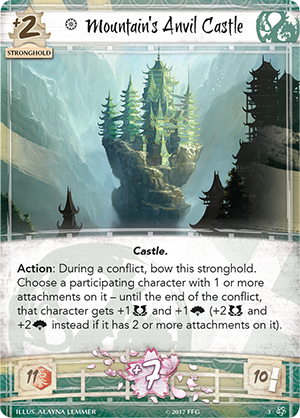 +2
STRONGHOLD
Mountain's Anvil Castle
Castle.
Action: During a conflict, bow this stronghold.
Choose a participating character with 1 or more
attachments on it – until the end of the conflict,
that character gets +1 and +1 (+2 and
+2 instead if it has 2 or more attachments on it).
11
+7
10
ILLUS. ALAYNA LEMMER
© 2017 FFG
3